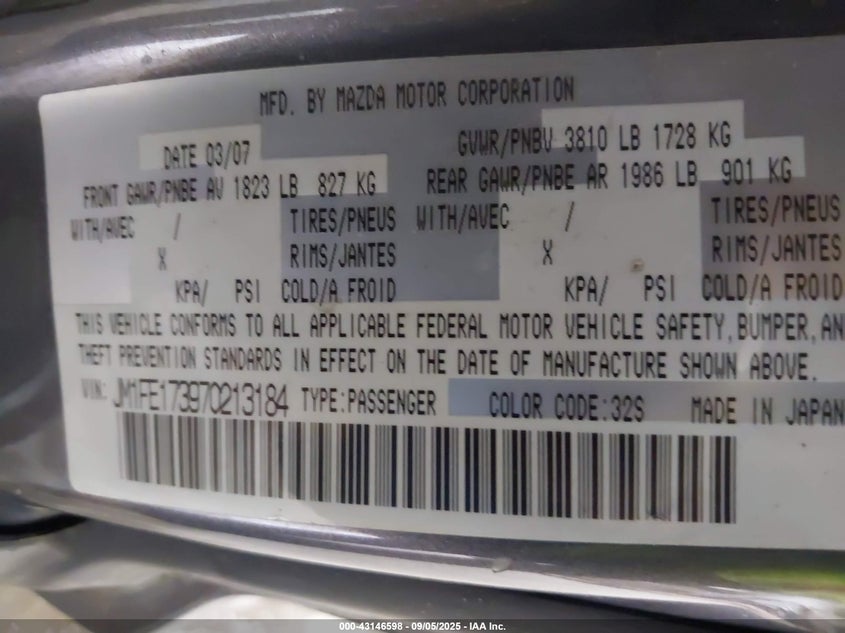 MFD. BY MAZDA MOTOR CORPORATION
DATE 03/07 GVWR/PNBV 3810 LB 1728 KG
FRONT GAWR/PNBE AV 1823 LB 827 KG REAR GAWR/PNBE AR 1986 LB 901 KG
WITH/AVEC / TIRES/PNEUS WITH/AVEC / TIRES/PNEUS
X RIMS/JANTES X RIMS/JANTES
KPA/ PSI COLD/A FROID KPA/ PSI COLD/A FROID
THIS VEHICLE CONFORMS TO ALL APPLICABLE FEDERAL MOTOR VEHICLE SAFETY, BUMPER, AN
THEFT PREVENTION STANDARDS IN EFFECT ON THE DATE OF MANUFACTURE SHOWN ABOVE.
VIN: JM1FE173970213184 TYPE:PASSENGER COLOR CODE:32S MADE IN JAPAN
000-43146598 - 09/05/2025 - IAA Inc.